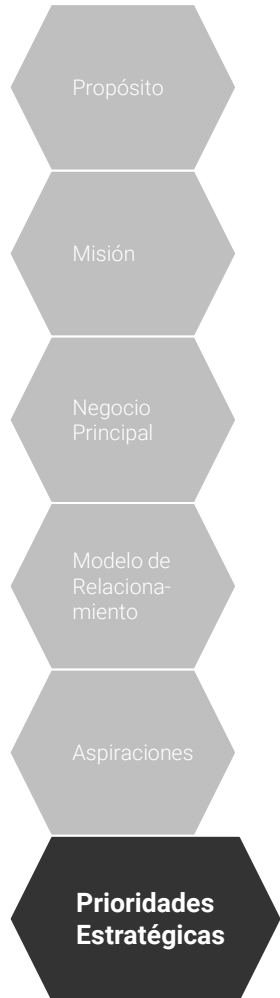 Propósito
Misión
Negocio
Principal
Modelo de
Relaciona-
miento
Aspiraciones
Prioridades
Estratégicas